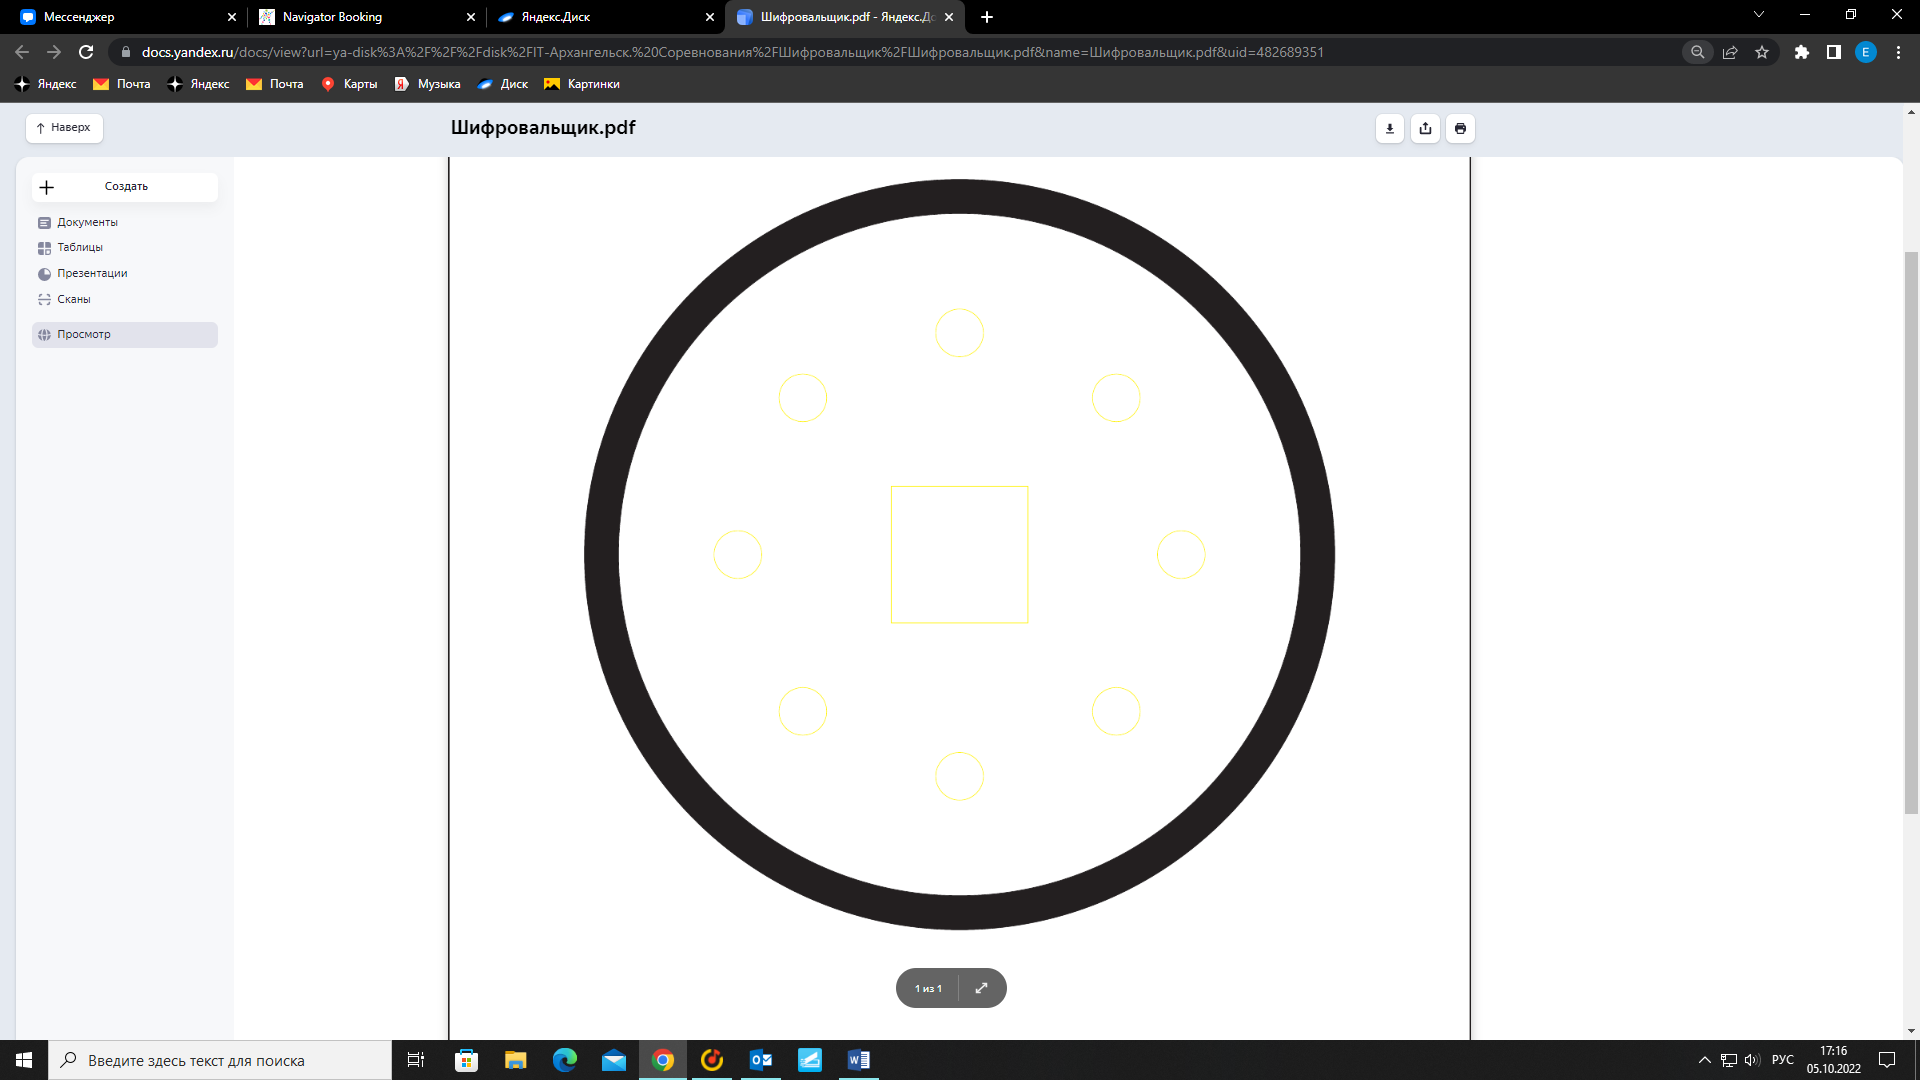 Мессенджер
Navigator Booking
Яндекс.Диск
Шифровальщик.pdf - Яндекс.До
docs.yandex.ru/docs/view?url=ya-disk%3A%2F%2F%2Fdisk%2FIT-Архангельск.%20Соревнования%2FШифровальщик%2FШифровальщик.pdf&name=Шифровальщик.pdf&uid=482689351
E
Яндекс
Почта
Яндекс
Почта
Карты
Я Музыка
Диск
Картинки
↑ Наверх
Шифровальщик.pdf
Создать
Документы
Таблицы
Презентации
Сканы
Просмотр
1 из 1
Введите здесь текст для поиска
РУС
17:16
05.10.2022